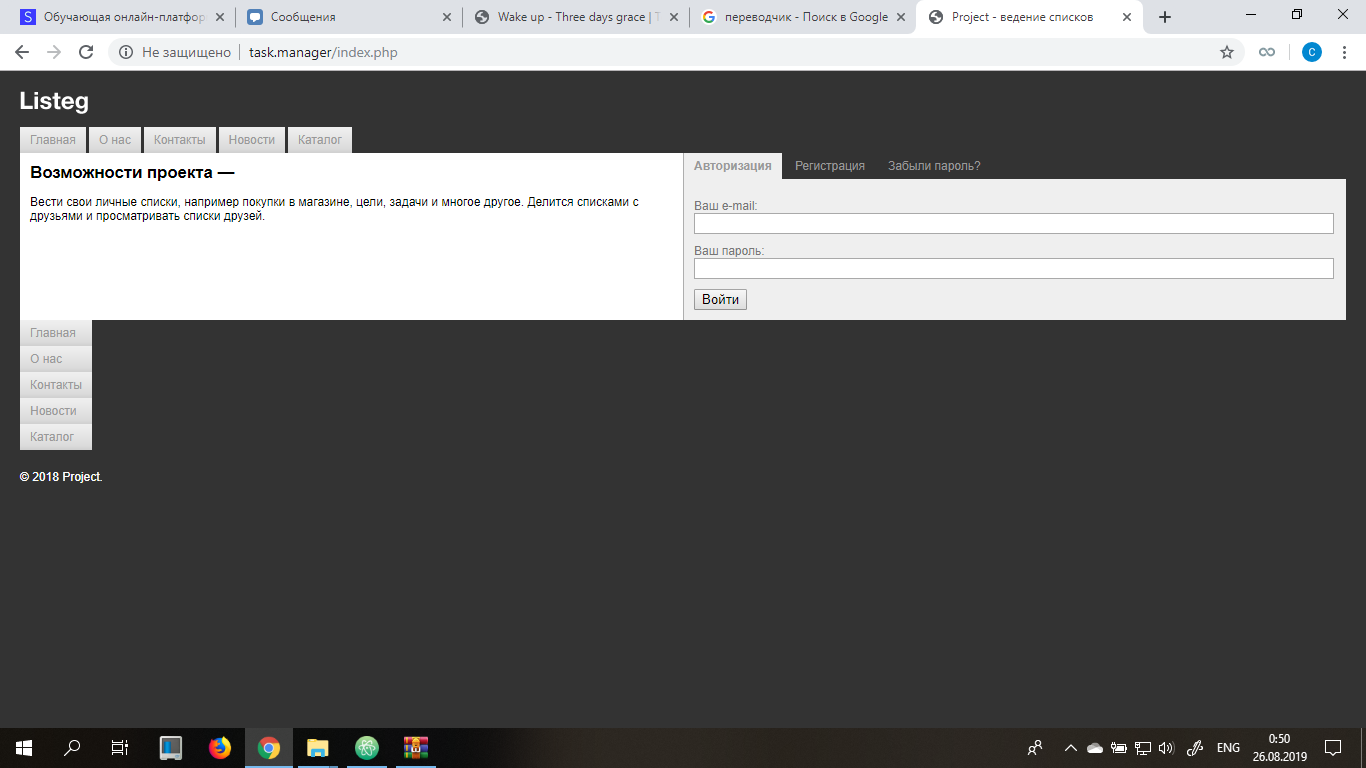 S Обучающая онлайн-платфор
Сообщения
Wake up - Three days grace | T
переводчик - Поиск в Google
Project - ведение списков
Не защищено | task.manager/index.php
C
Listeg
Главная О нас Контакты Новости Каталог
Возможности проекта —
Вести свои личные списки, например покупки в магазине, цели, задачи и многое другое. Делится списками с
друзьями и просматривать списки друзей.
Авторизация Регистрация Забыли пароль?
Ваш e-mail:
Ваш пароль:
Войти
Главная
О нас
Контакты
Новости
Каталог
© 2018 Project.
ENG
0:50
26.08.2019